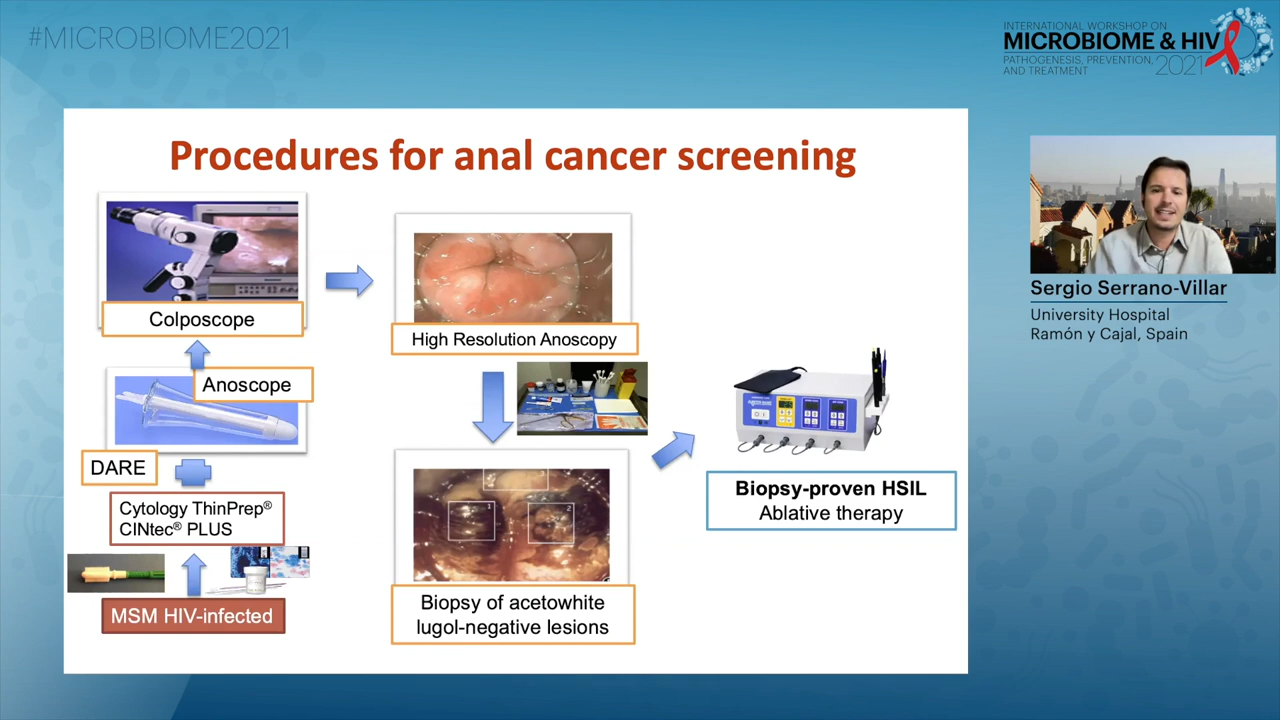 #MICROBIOME2021
INTERNATIONAL WORKSHOP ON
MICROBIOME & HIV
PATHOGENESIS, PREVENTION,
AND TREATMENT
2021
Procedures for anal cancer screening
Colposcope
Anoscope
DARE
Cytology ThinPrep®
CINtec® PLUS
MSM HIV-infected
High Resolution Anoscopy
1
2
Biopsy of acetowhite
lugol-negative lesions
Biopsy-proven HSIL
Ablative therapy
Sergio Serrano-Villar
University Hospital
Ramón y Cajal, Spain